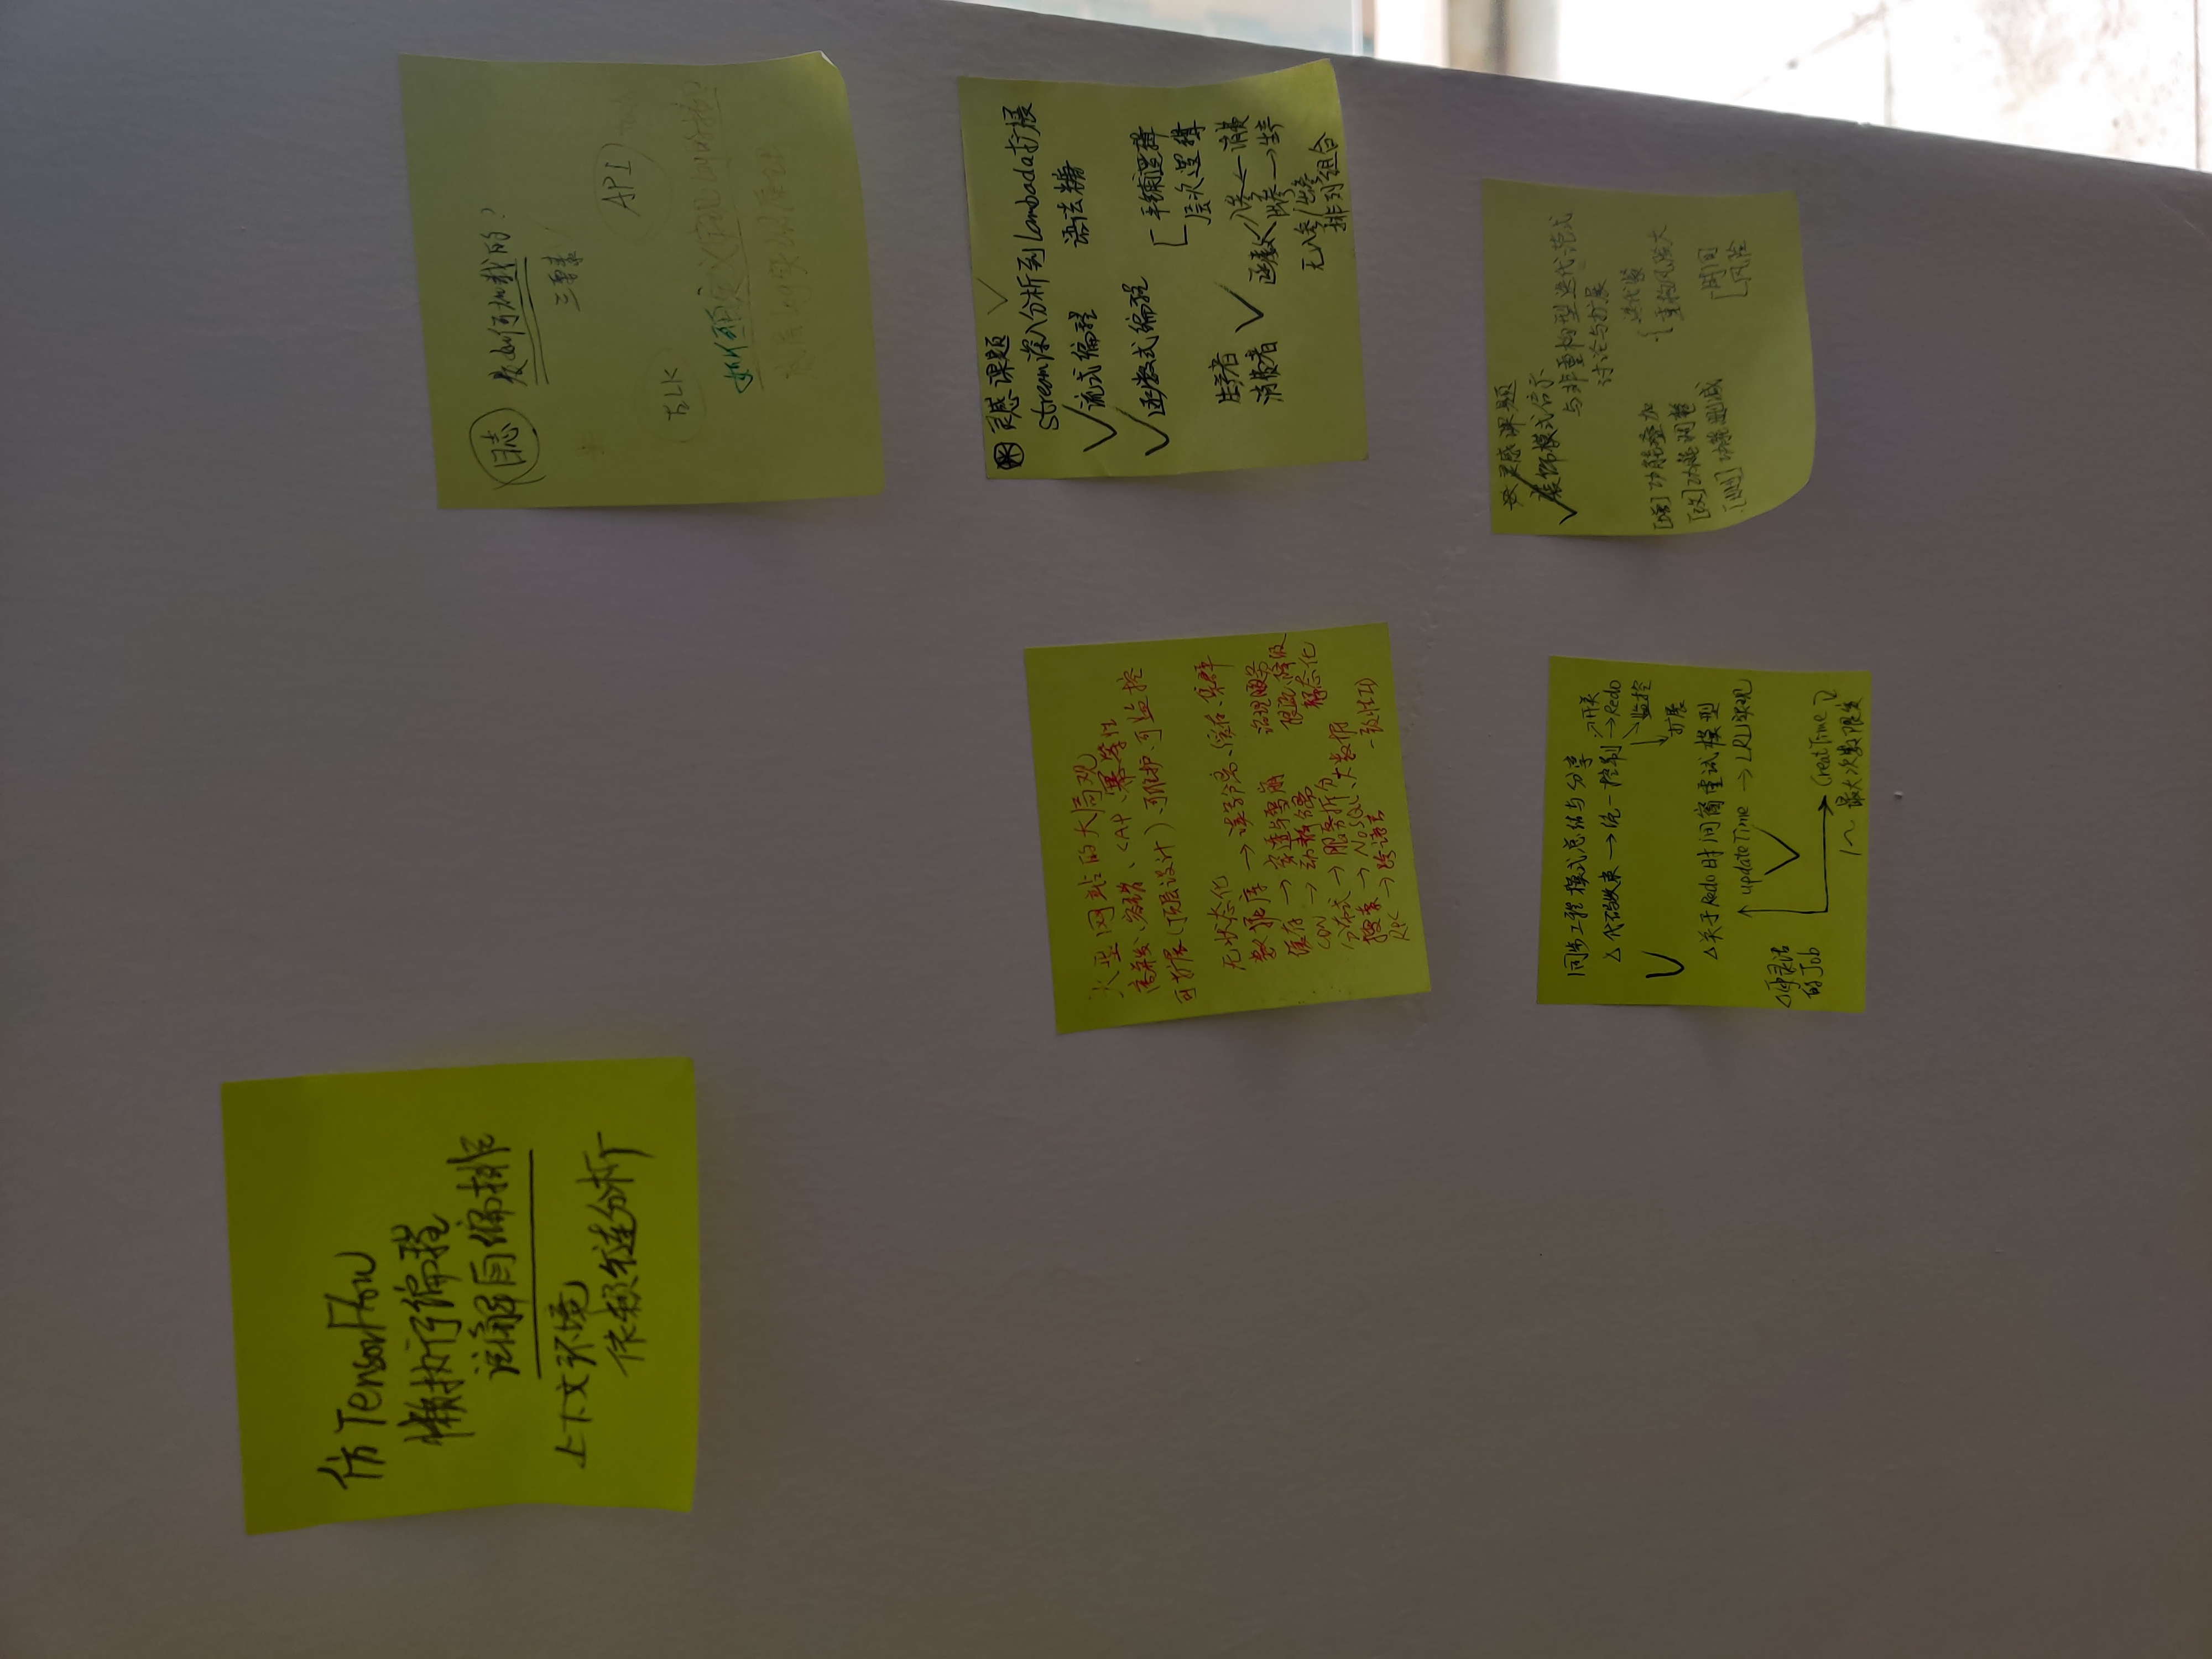 仿TensorFlow
懒执行编程
注解自编排
上下文环境
依赖链分析
日志 是如何加载的?
三要素
API
ELK
如何自定义实现log的
大型网站的大局观
高并发、容错、CAP、幂等性
可扩展(顶层设计)、可维护、可监控
无状态化
数据库 → 读写分离、缓存、集群
缓存 → 穿透与雪崩
CDN → 动静分离
分布式 → 服务拆分
搜索 → NoSQL、大数据
RPC → 跨语言
治理服务
限流、降级
静态化
一致性ID
灵感课题
stream深入分析到Lambada扩展
流式编程 语法糖
函数式编程
平铺逻辑
层次逻辑
生产者
消费者
函数 入参 ← 消费
出参 → 生产
无入参/出参
排列组合
同步工程模式总结与分享
△ 代码收束 → 统一控制 → 开关
→ Redo
监控
扩展
△ 关于Redo时间窗重试模型
updateTime → LRU实现
△ 更灵活
的Job
CreatTime
最大次数限定
灵感课题
装饰模式启示
与非重构型迭代范式
讨论与扩展
[增]功能叠加
[改]功能调整
[删]功能删减
迭代紧
重构风险大
时间
风险